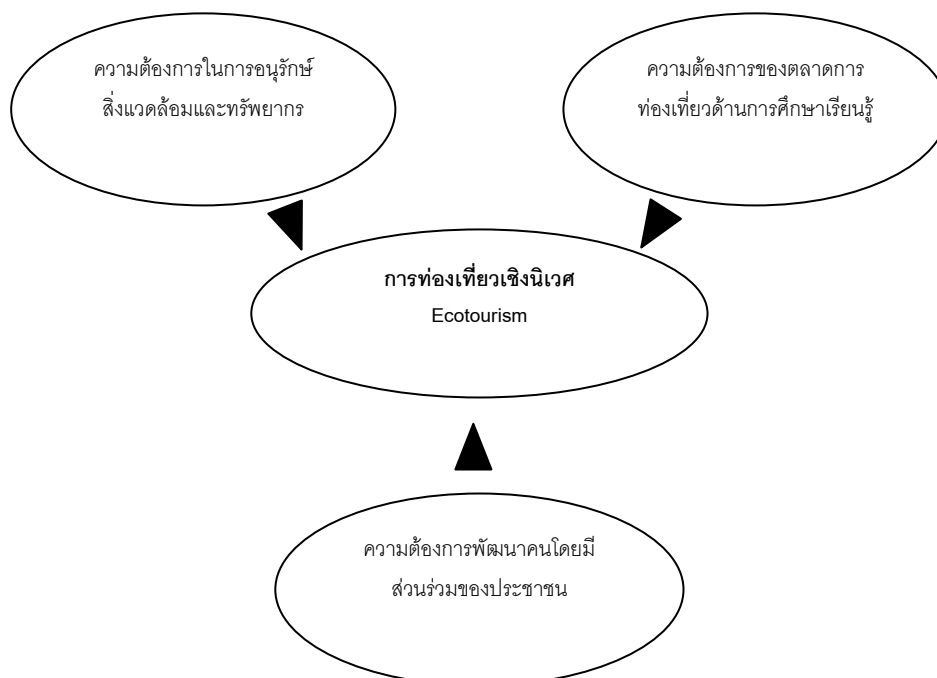 ความต้องการในการอนุรักษ์
สิ่งแวดล้อมและทรัพยากร
ความต้องการของตลาดการ
ท่องเที่ยวด้านการศึกษาเรียนรู้
การท่องเที่ยวเชิงนิเวศ
Ecotourism
ความต้องการพัฒนาคนโดยมี
ส่วนร่วมของประชาชน